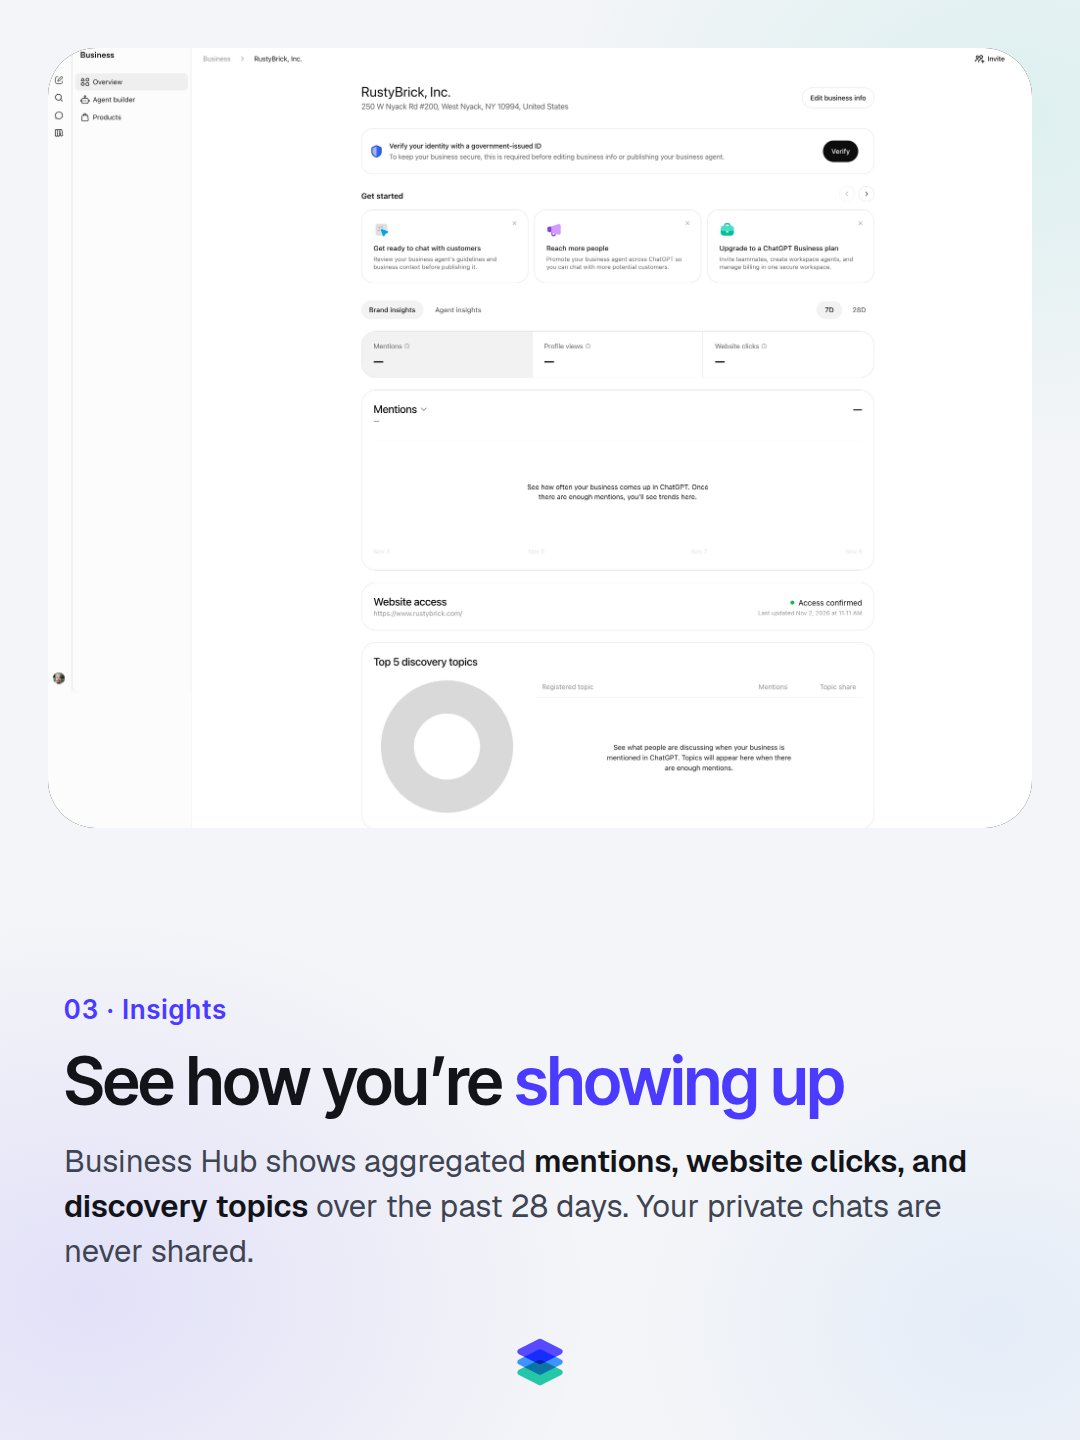 Business
Overview
Agent builder
Products
Business > RustyBrick, Inc.
Invite
RustyBrick, Inc.
250 W Nyack Rd #200, West Nyack, NY 10994, United States
Edit business info
Verify your identity with a government-issued ID
To keep your business secure, this is required before editing business info or publishing your business agent.
Verify
Get started
Get ready to chat with customers
Review your business agent's guidelines and
business context before publishing it.
Reach more people
Promote your business agent across ChatGPT so
you can chat with more potential customers.
Upgrade to a ChatGPT Business plan
Invite teammates, create workspace agents, and
manage billing in one secure workspace.
Brand insights
Agent insights
7D
28D
Mentions
—
Profile views
—
Website clicks
—
Mentions
—
—
See how often your business comes up in ChatGPT. Once
there are enough mentions, you'll see trends here.
Website access
https://www.rustybrick.com/
Access confirmed
Last updated Nov 2, 2026 at 11:11 AM
Top 5 discovery topics
Registered topic
Mentions
Topic share
See what people are discussing when your business is
mentioned in ChatGPT. Topics will appear here when there
are enough mentions.
03 · Insights
See how you're showing up
Business Hub shows aggregated mentions, website clicks, and
discovery topics over the past 28 days. Your private chats are
never shared.